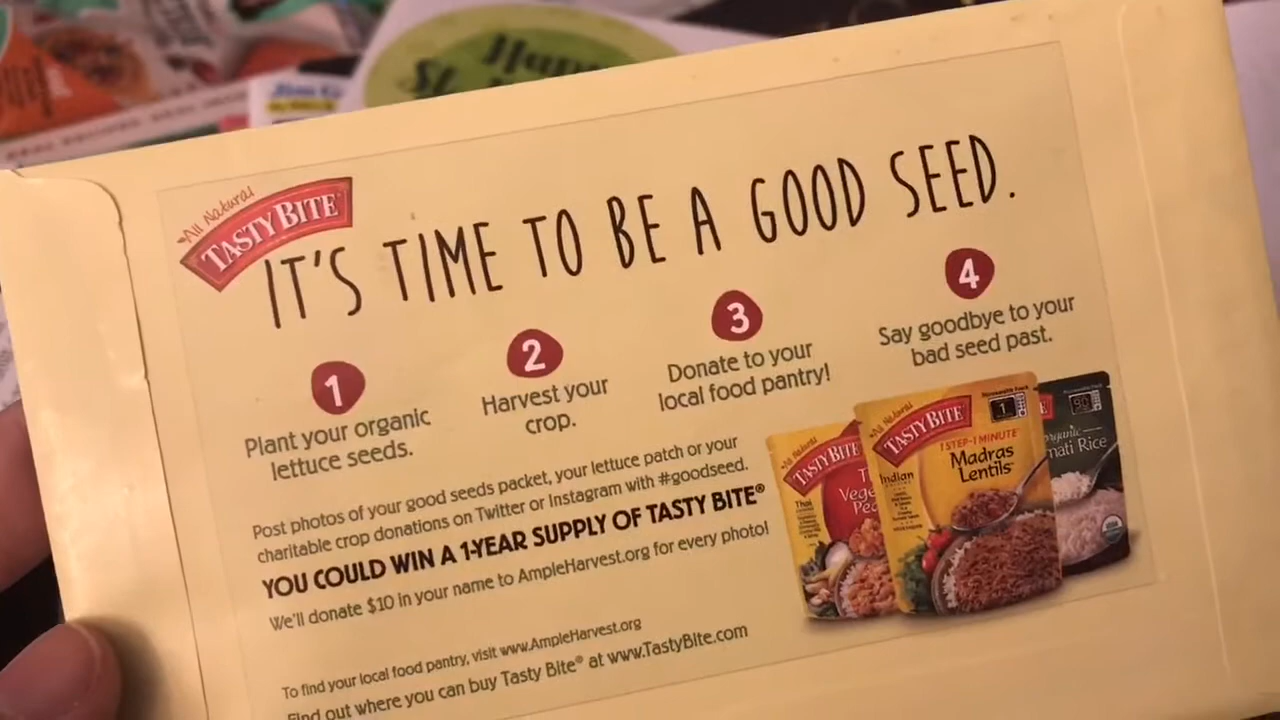 All Natural
TASTY BITE®
IT'S TIME TO BE A GOOD SEED.
1
Plant your organic
lettuce seeds.
2
Harvest your
crop.
3
Donate to your
local food pantry!
4
Say goodbye to your
bad seed past.
Post photos of your good seeds packet, your lettuce patch or your
charitable crop donations on Twitter or Instagram with #goodseed.
YOU COULD WIN A 1-YEAR SUPPLY OF TASTY BITE®
We'll donate $10 in your name to AmpleHarvest.org for every photo!
To find your local food pantry, visit www.AmpleHarvest.org
Find out where you can buy Tasty Bite® at www.TastyBite.com
All Natural
TASTY BITE
Thai
All Natural
TASTY BITE
1
1 STEP-1 MINUTE
Madras
Lentils
Indian
90
Rice